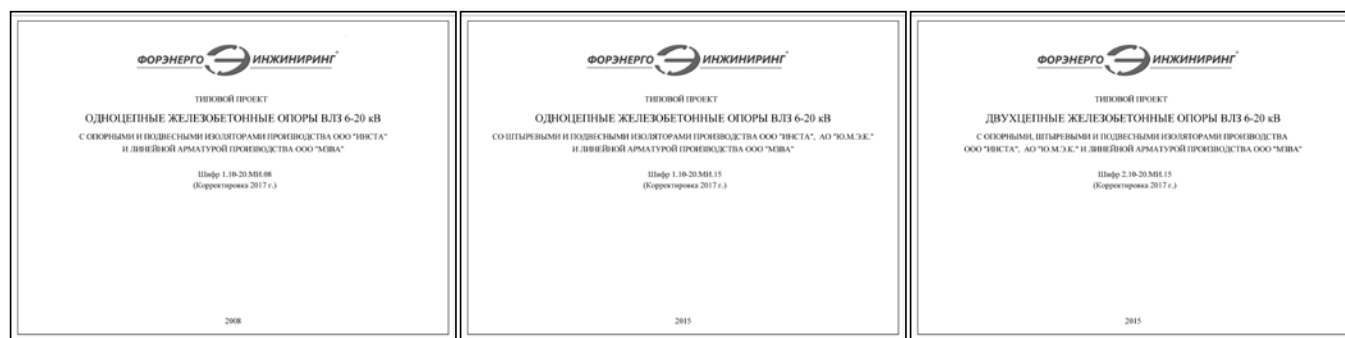 ФОРЭНЕРГО ИНЖИНИРИНГ®
ТИПОВОЙ ПРОЕКТ
ОДНОЦЕПНЫЕ ЖЕЛЕЗОБЕТОННЫЕ ОПОРЫ ВЛЗ 6-20 кВ
С ОПОРНЫМИ И ПОДВЕСНЫМИ ИЗОЛЯТОРАМИ ПРОИЗВОДСТВА ООО "ИНСТА"
И ЛИНЕЙНОЙ АРМАТУРОЙ ПРОИЗВОДСТВА ООО "МЗВА"
Шифр 1.10-20.МИ.08
(Корректировка 2017 г.)
2008
ФОРЭНЕРГО ИНЖИНИРИНГ®
ТИПОВОЙ ПРОЕКТ
ОДНОЦЕПНЫЕ ЖЕЛЕЗОБЕТОННЫЕ ОПОРЫ ВЛЗ 6-20 кВ
СО ШТЫРЕВЫМИ И ПОДВЕСНЫМИ ИЗОЛЯТОРАМИ ПРОИЗВОДСТВА ООО "ИНСТА", АО "Ю.М.Э.К."
И ЛИНЕЙНОЙ АРМАТУРОЙ ПРОИЗВОДСТВА ООО "МЗВА"
Шифр 1.10-20.МИ.15
(Корректировка 2017 г.)
2015
ФОРЭНЕРГО ИНЖИНИРИНГ®
ТИПОВОЙ ПРОЕКТ
ДВУХЦЕПНЫЕ ЖЕЛЕЗОБЕТОННЫЕ ОПОРЫ ВЛЗ 6-20 кВ
С ОПОРНЫМИ, ШТЫРЕВЫМИ И ПОДВЕСНЫМИ ИЗОЛЯТОРАМИ ПРОИЗВОДСТВА
ООО "ИНСТА", АО "Ю.М.Э.К." И ЛИНЕЙНОЙ АРМАТУРОЙ ПРОИЗВОДСТВА ООО "МЗВА"
Шифр 2.10-20.МИ.15
(Корректировка 2017 г.)
2015